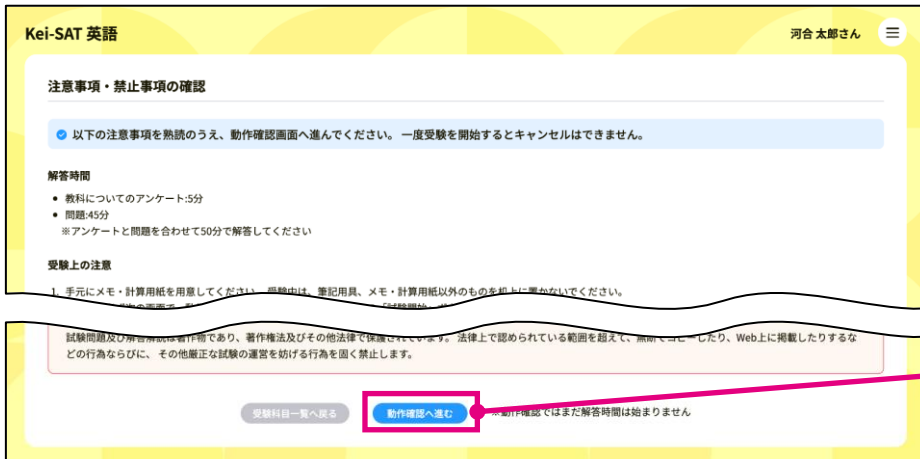 Kei-SAT 英語
河合 太郎さん
注意事項・禁止事項の確認
以下の注意事項を熟読のうえ、動作確認画面へ進んでください。 一度受験を開始するとキャンセルはできません。
解答時間
• 教科についてのアンケート:5分
• 問題:45分
※アンケートと問題を合わせて50分で解答してください
受験上の注意
1. 手元にメモ・計算用紙を用意してください。 受験中は、筆記用具、メモ・計算用紙以外のものを机上に置かないでください。
試験問題及び解答解説は著作物であり、著作権法及びその他法律で保護されています。 法律上で認められている範囲を超えて、無断でコピーしたり、Web上に掲載したりするな
どの行為ならびに、 その他厳正な試験の運営を妨げる行為を固く禁止します。
受験科目一覧へ戻る
動作確認へ進む
※動作確認ではまだ解答時間は始まりません